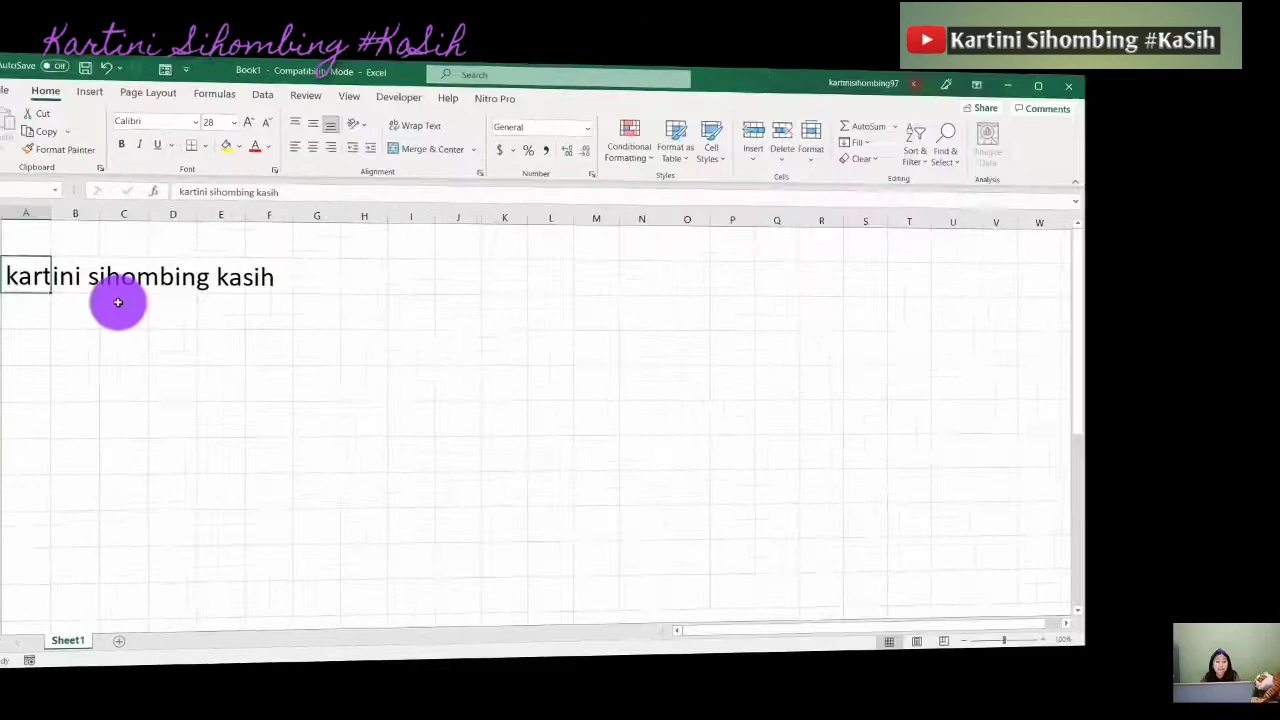 Kartini Sihombing #KaSih
Kartini Sihombing #KaSih
AutoSave Off Book1 - Compatibility Mode - Excel Search kartinisihombing97 K
Home Insert Page Layout Formulas Data Review View Developer Help Nitro Pro Share Comments
Cut Calibri 28 Wrap Text General Conditional Formatting Format as Table Cell Styles Insert Delete Format AutoSum Fill Clear Sort & Filter Find & Select Analyze Data
Copy
Format Painter Merge & Center
Clipboard Font Alignment Number Styles Cells Editing Analysis
kartini sihombing kasih
A B C D E F G H I J K L M N O P Q R S T U V W
kartini sihombing kasih
Sheet1
100%